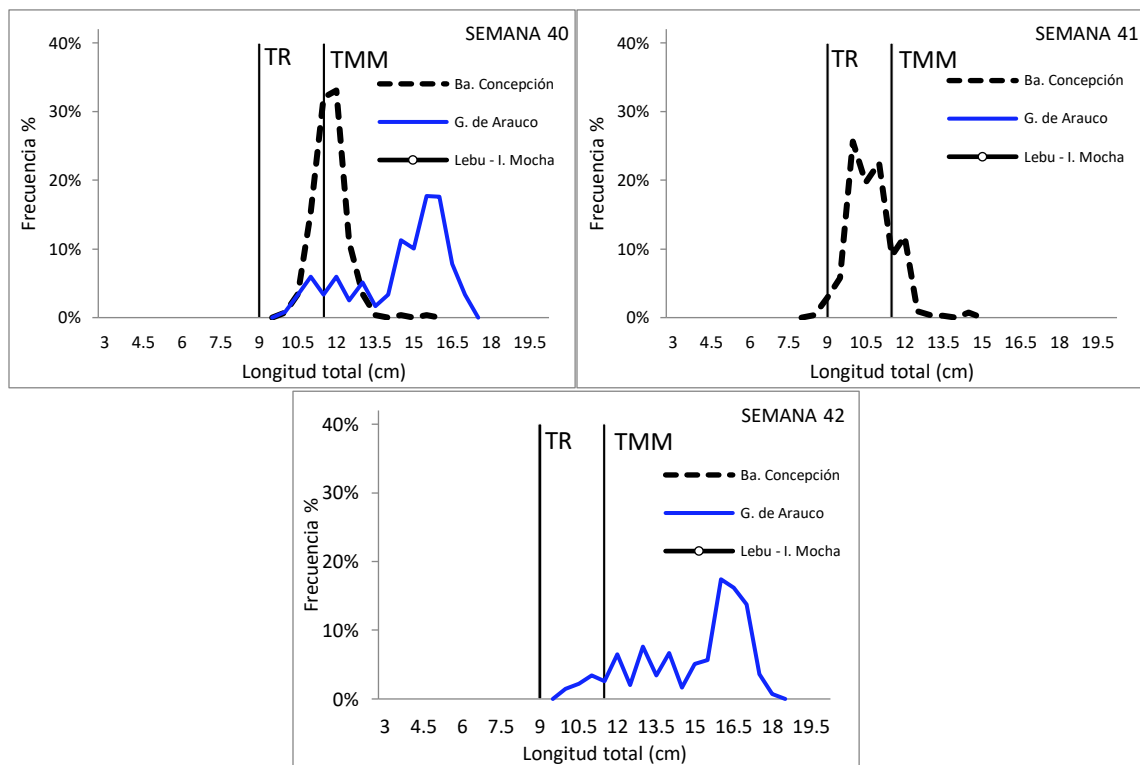 SEMANA 40
40%
30%
20%
10%
0%
Frecuencia %
TR
TMM
Ba. Concepción
G. de Arauco
Lebu - I. Mocha
3 4.5 6 7.5 9 10.5 12 13.5 15 16.5 18 19.5
Longitud total (cm)
SEMANA 41
40%
30%
20%
10%
0%
Frecuencia %
TR
TMM
Ba. Concepción
G. de Arauco
Lebu - I. Mocha
3 4.5 6 7.5 9 10.5 12 13.5 15 16.5 18 19.5
Longitud total (cm)
SEMANA 42
40%
30%
20%
10%
0%
Frecuencia %
TR
TMM
Ba. Concepción
G. de Arauco
Lebu - I. Mocha
3 4.5 6 7.5 9 10.5 12 13.5 15 16.5 18 19.5
Longitud total (cm)